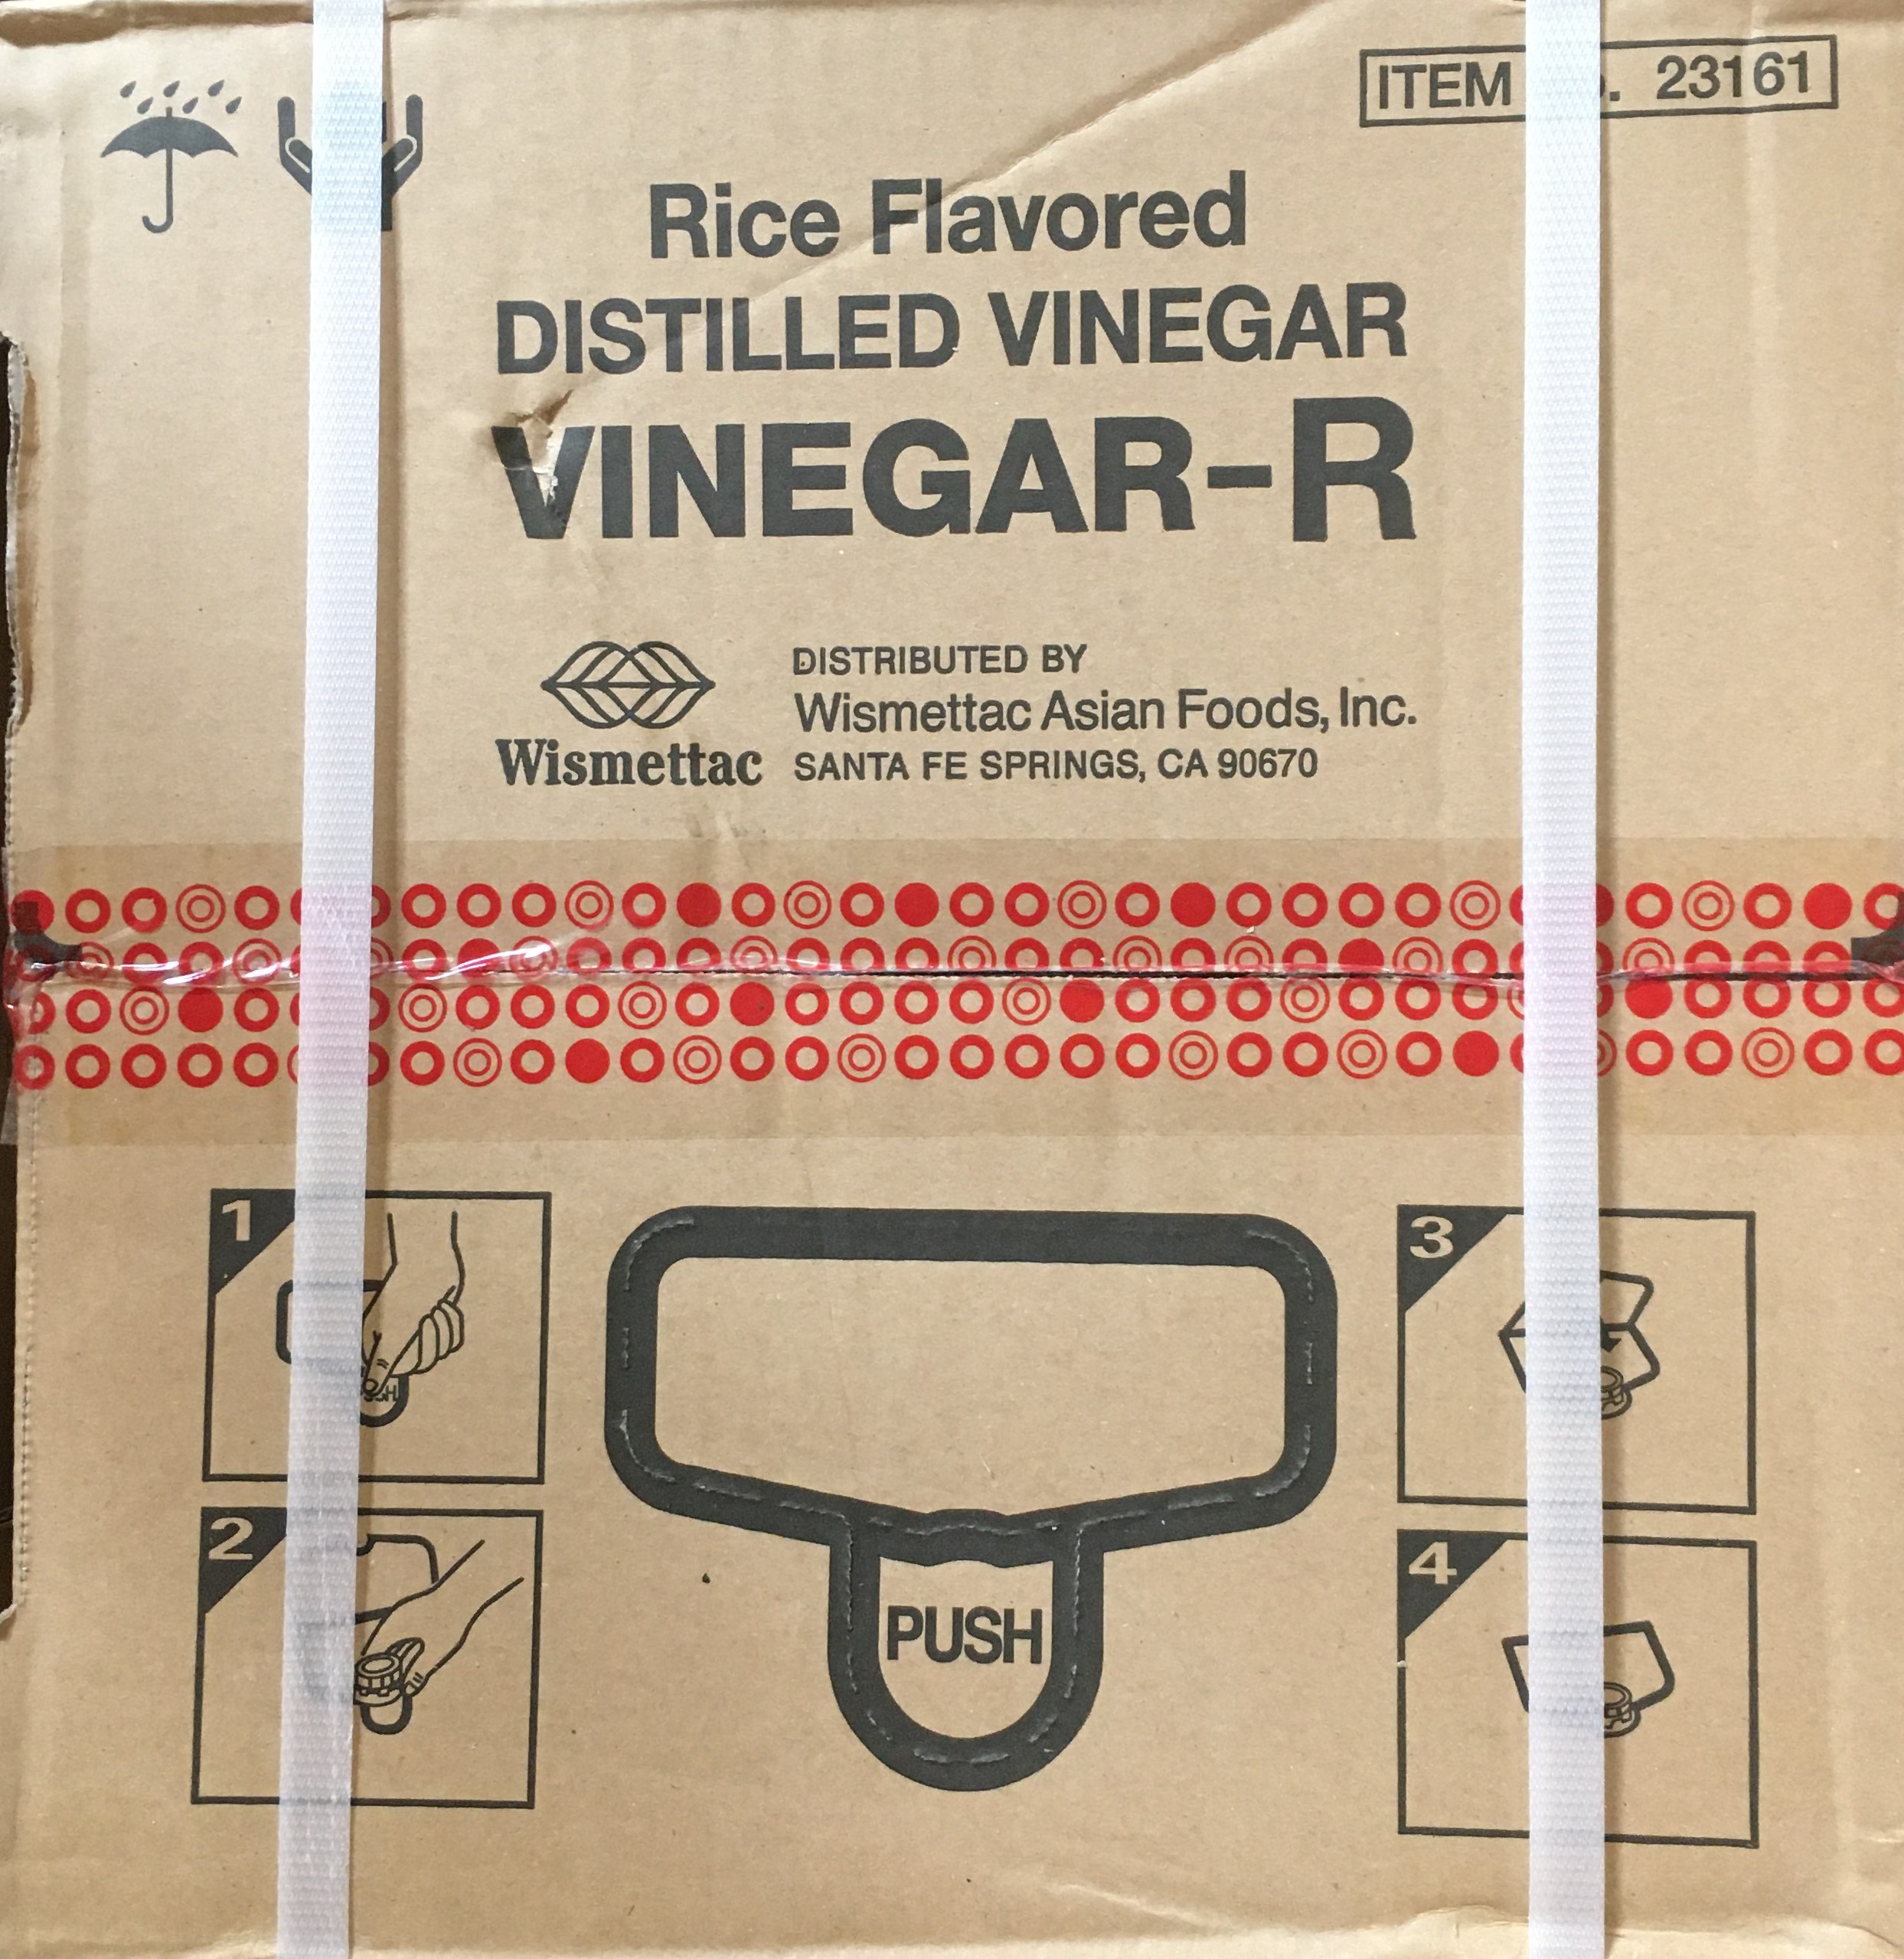 ITEM . 23161
Rice Flavored
DISTILLED VINEGAR
VINEGAR-R
DISTRIBUTED BY
Wismettac Asian Foods, Inc.
Wismettac SANTA FE SPRINGS, CA 90670
1
3
2
4
PUSH